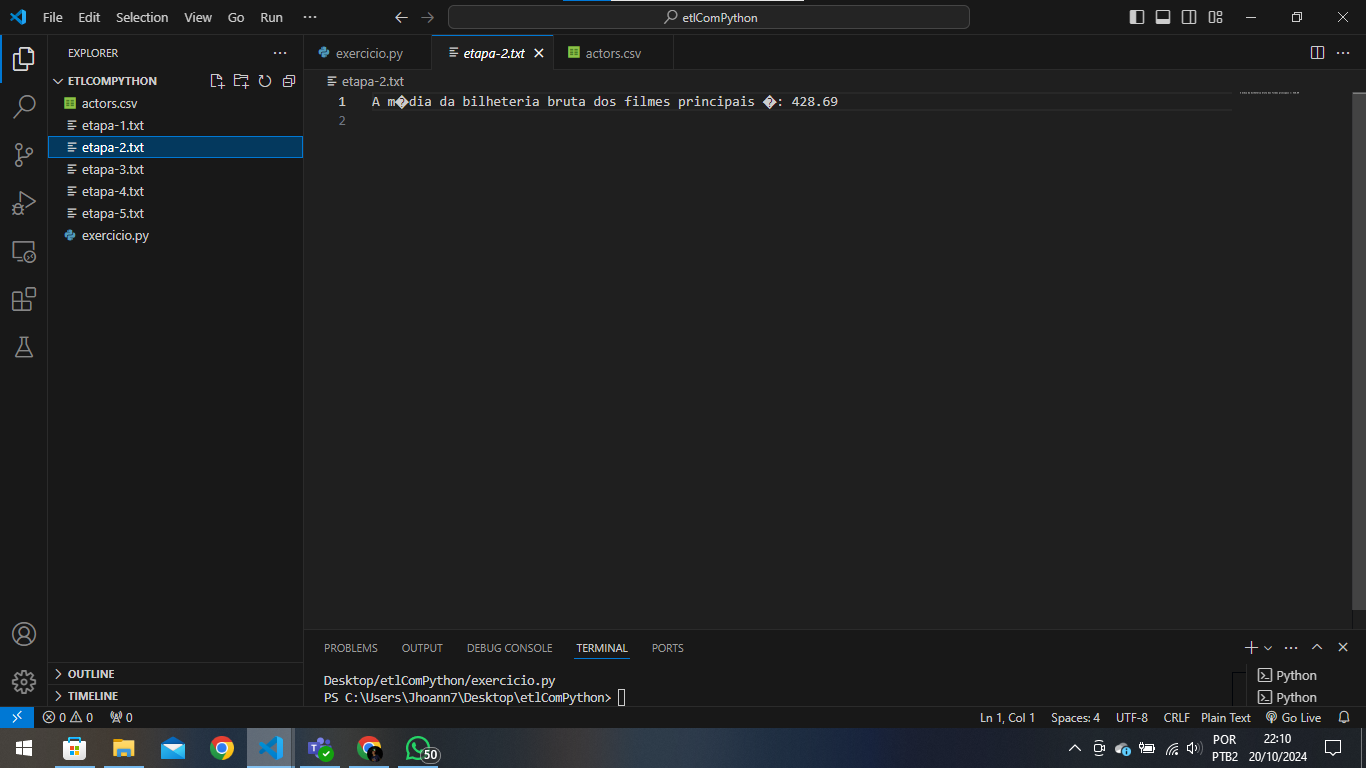 File Edit Selection View Go Run ···
etlComPython
EXPLORER ···
ETLCOMPYTHON
actors.csv
etapa-1.txt
etapa-2.txt
etapa-3.txt
etapa-4.txt
etapa-5.txt
exercicio.py
OUTLINE
TIMELINE
exercicio.py etapa-2.txt actors.csv ···
etapa-2.txt
1 A m�dia da bilheteria bruta dos filmes principais �: 428.69
2
PROBLEMS OUTPUT DEBUG CONSOLE TERMINAL PORTS ···
Desktop/etlComPython/exercicio.py
PS C:\Users\Jhoann7\Desktop\etlComPython>
Python
Python
0 0 0 Ln 1, Col 1 Spaces: 4 UTF-8 CRLF Plain Text Go Live
50
POR
PTB2
22:10
20/10/2024